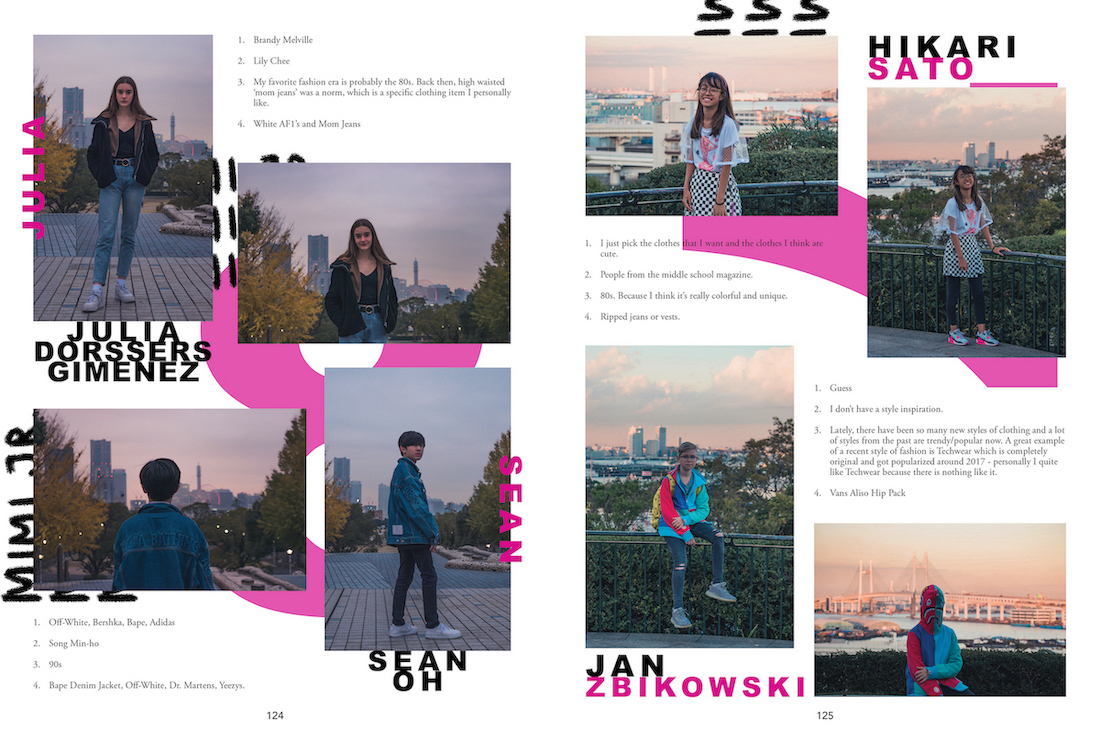 JULIA
1. Brandy Melville
2. Lily Chee
3. My favorite fashion era is probably the 80s. Back then, high waisted
'mom jeans' was a norm, which is a specific clothing item I personally
like.
4. White AF1's and Mom Jeans
JULIA
DORSSERS
GIMENEZ
MIMI JR.
SEAN
1. Off-White, Bershka, Bape, Adidas
2. Song Min-ho
3. 90s
4. Bape Denim Jacket, Off-White, Dr. Martens, Yeezys.
SEAN
OH
124
HIKARI
SATO
1. I just pick the clothes that I want and the clothes I think are
cute.
2. People from the middle school magazine.
3. 80s. Because I think it's really colorful and unique.
4. Ripped jeans or vests.
1. Guess
2. I don't have a style inspiration.
3. Lately, there have been so many new styles of clothing and a lot
of styles from the past are trendy/popular now. A great example
of a recent style of fashion is Techwear which is completely
original and got popularized around 2017 - personally I quite
like Techwear because there is nothing like it.
4. Vans Aliso Hip Pack
JAN
ZBIKOWSKI
125